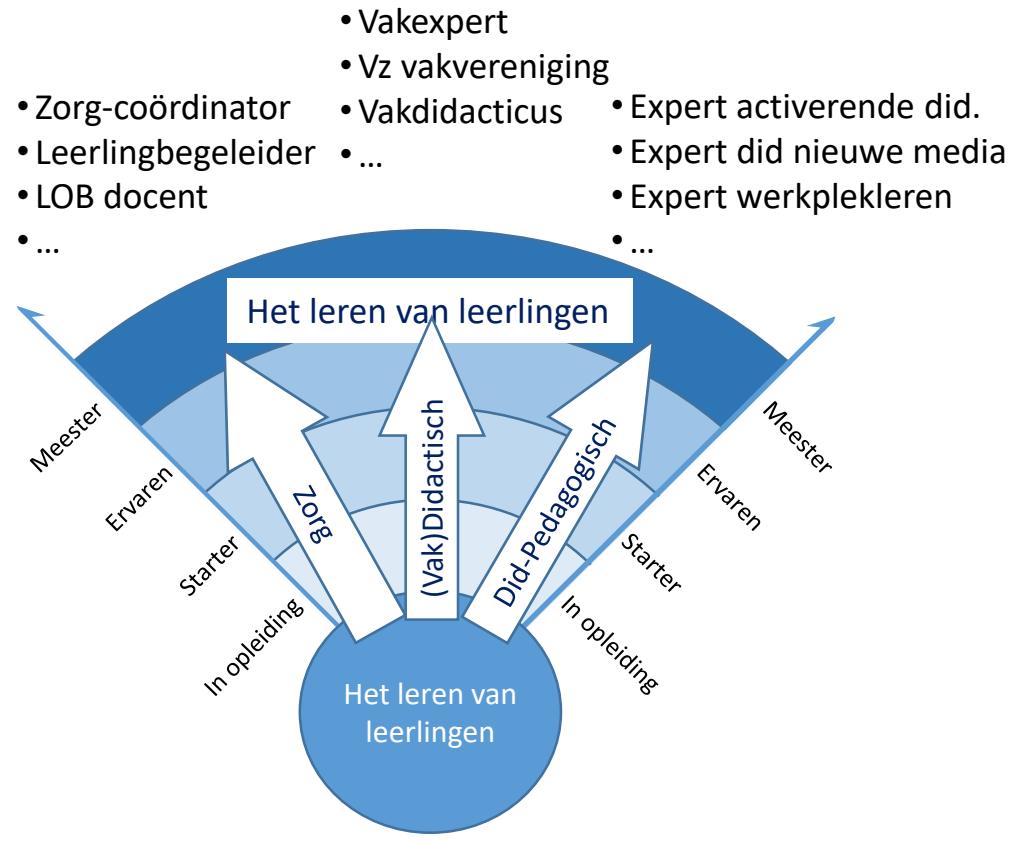 • Vakexpert
• Vz vakvereniging
• Vakdidacticus
• ...
• Zorg-coördinator
• Leerlingbegeleider
• LOB docent
• ...
• Expert activerende did.
• Expert did nieuwe media
• Expert werkplekleren
• ...
Het leren van leerlingen
Meester
Ervaren
Starter
In opleiding
Zorg
(Vak)Didactisch
Did-Pedagogisch
Meester
Ervaren
Starter
In opleiding
Het leren van
leerlingen